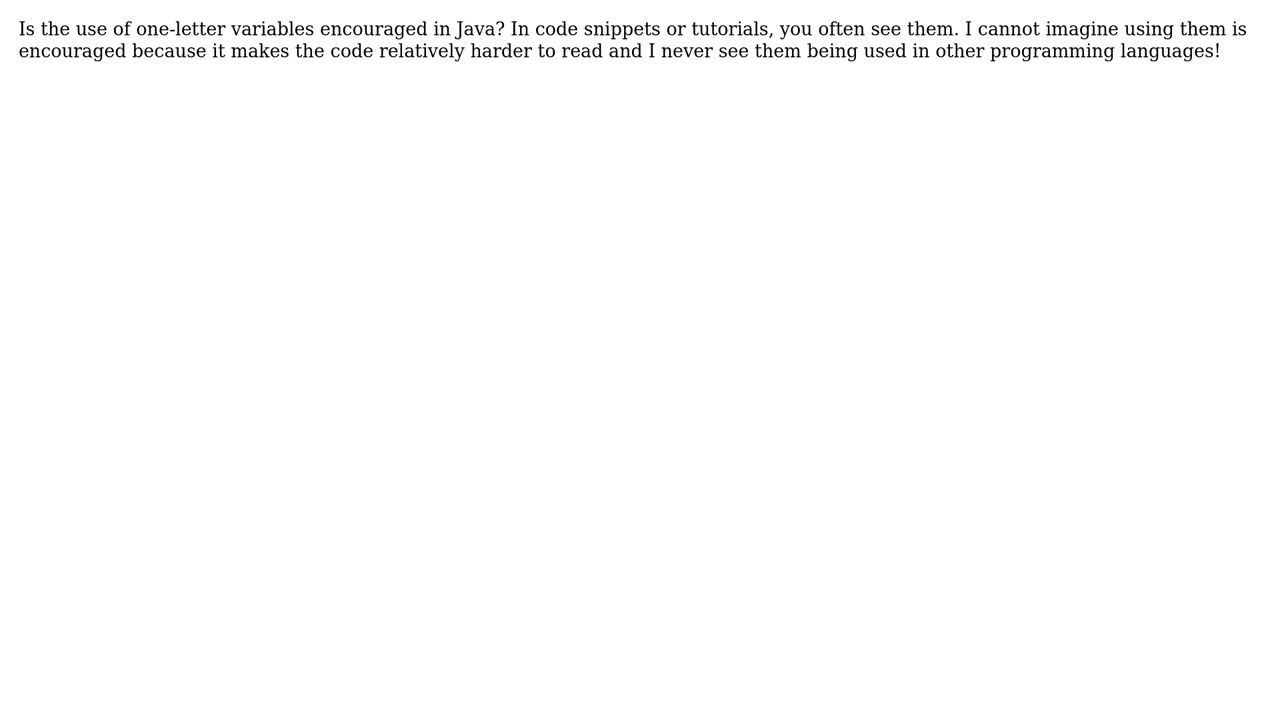 Is the use of one-letter variables encouraged in Java? In code snippets or tutorials, you often see them. I cannot imagine using them is
encouraged because it makes the code relatively harder to read and I never see them being used in other programming languages!